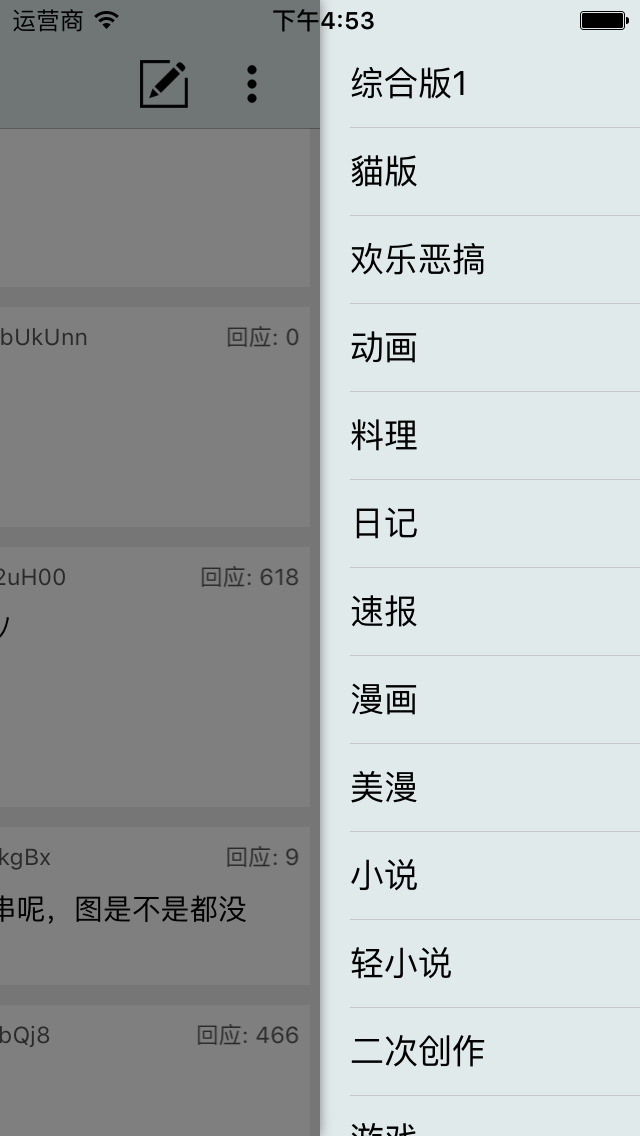 运营商
下午4:53
bUkUnn
回应: 0
2uH00
回应: 618
kgBx
回应: 9
串呢，图是不是都没
bQj8
回应: 466
综合版1
貓版
欢乐恶搞
动画
料理
日记
速报
漫画
美漫
小说
轻小说
二次创作
游戏